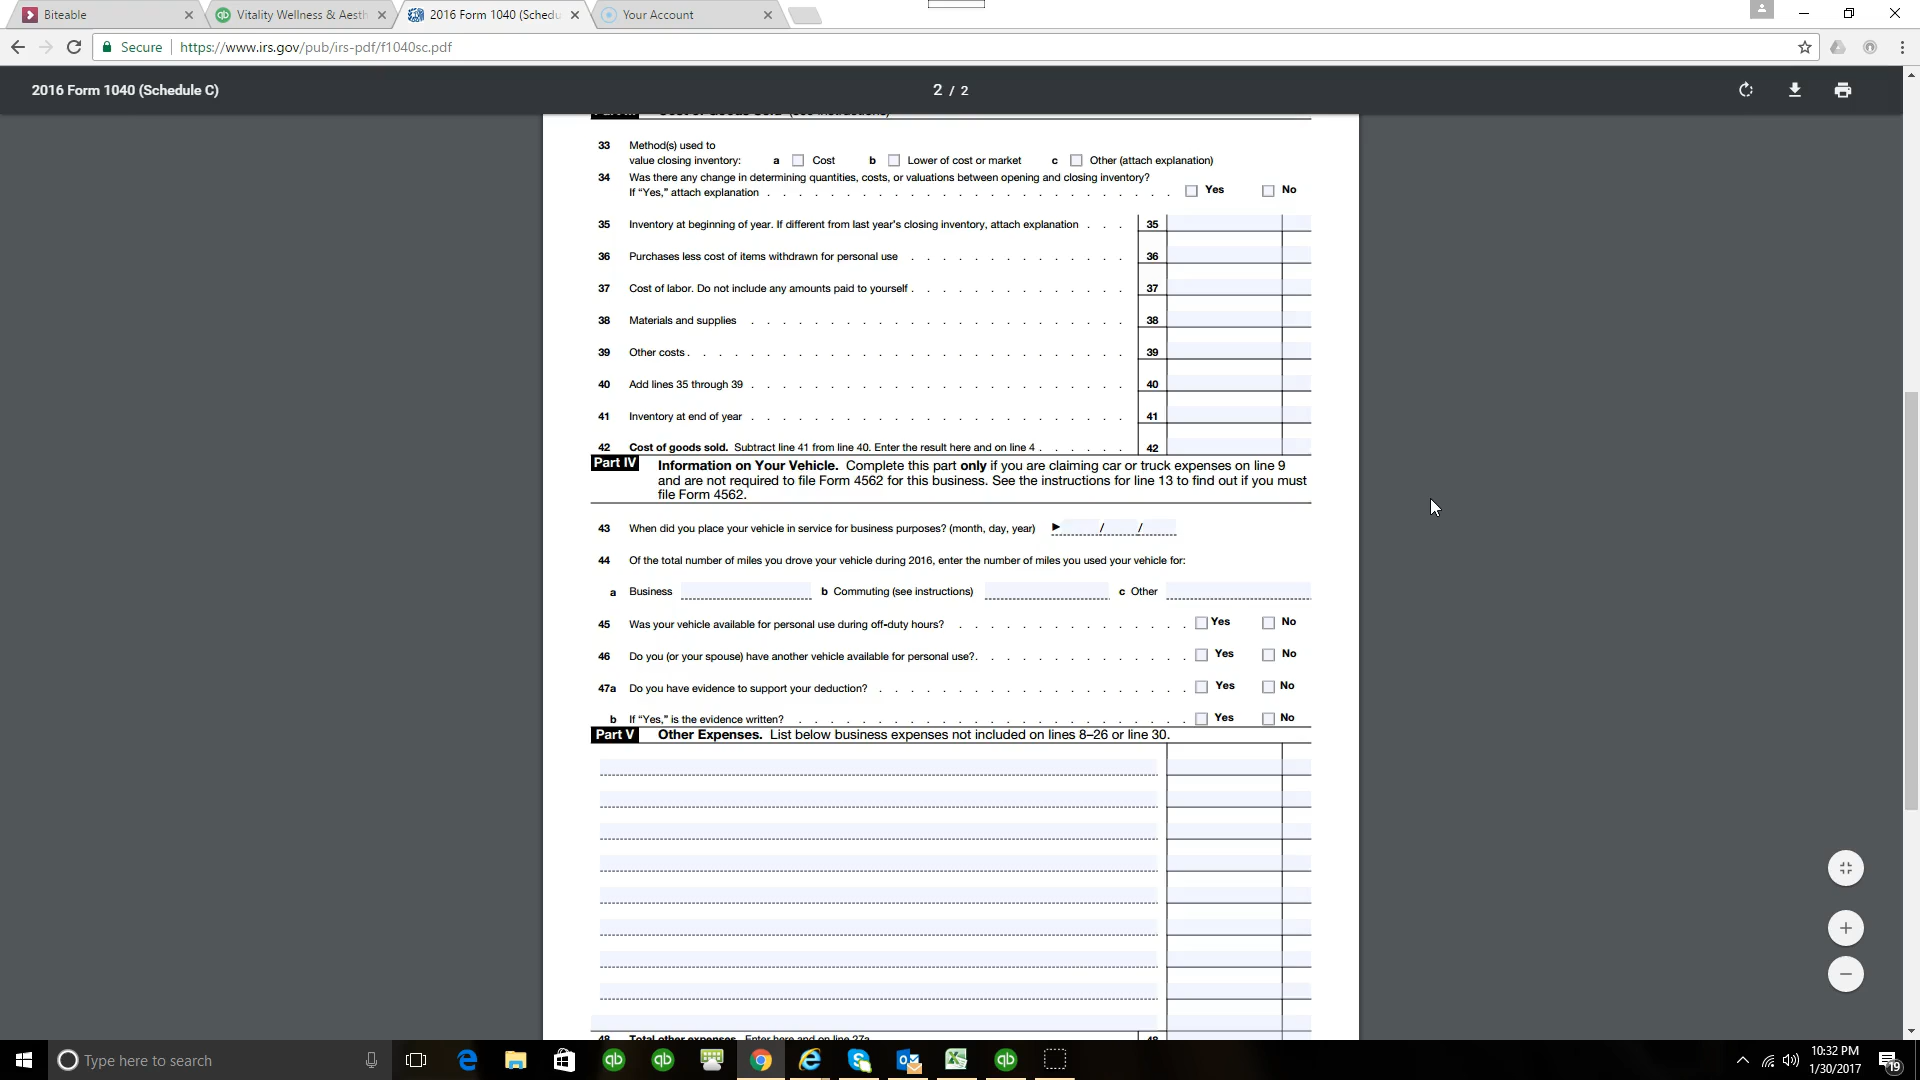 Biteable
Vitality Wellness & Aesth
2016 Form 1040 (Schedu
Your Account
Secure https://www.irs.gov/pub/irs-pdf/f1040sc.pdf
2016 Form 1040 (Schedule C)
2 / 2
33 Method(s) used to
value closing inventory: a Cost b Lower of cost or market c Other (attach explanation)
34 Was there any change in determining quantities, costs, or valuations between opening and closing inventory?
If “Yes,” attach explanation . . . . . . . . . . . . . . . . . . . . . . . . . . Yes No
35 Inventory at beginning of year. If different from last year’s closing inventory, attach explanation . . . 35
36 Purchases less cost of items withdrawn for personal use . . . . . . . . . . . . . . 36
37 Cost of labor. Do not include any amounts paid to yourself . . . . . . . . . . . . . . 37
38 Materials and supplies . . . . . . . . . . . . . . . . . . . . . . . . 38
39 Other costs . . . . . . . . . . . . . . . . . . . . . . . . . . . . 39
40 Add lines 35 through 39 . . . . . . . . . . . . . . . . . . . . . . . . 40
41 Inventory at end of year . . . . . . . . . . . . . . . . . . . . . . . . 41
42 Cost of goods sold. Subtract line 41 from line 40. Enter the result here and on line 4 . . . . . . 42
Part IV Information on Your Vehicle. Complete this part only if you are claiming car or truck expenses on line 9
and are not required to file Form 4562 for this business. See the instructions for line 13 to find out if you must
file Form 4562.
43 When did you place your vehicle in service for business purposes? (month, day, year) ▶ / /
44 Of the total number of miles you drove your vehicle during 2016, enter the number of miles you used your vehicle for:
a Business b Commuting (see instructions) c Other
45 Was your vehicle available for personal use during off-duty hours? . . . . . . . . . . . . . . . Yes No
46 Do you (or your spouse) have another vehicle available for personal use? . . . . . . . . . . . . . . Yes No
47a Do you have evidence to support your deduction? . . . . . . . . . . . . . . . . . . . . Yes No
b If “Yes,” is the evidence written? . . . . . . . . . . . . . . . . . . . . . . . . . Yes No
Part V Other Expenses. List below business expenses not included on lines 8–26 or line 30.
48 Total other expenses. Enter here and on line 27a 48
Type here to search
10:32 PM
1/30/2017
19